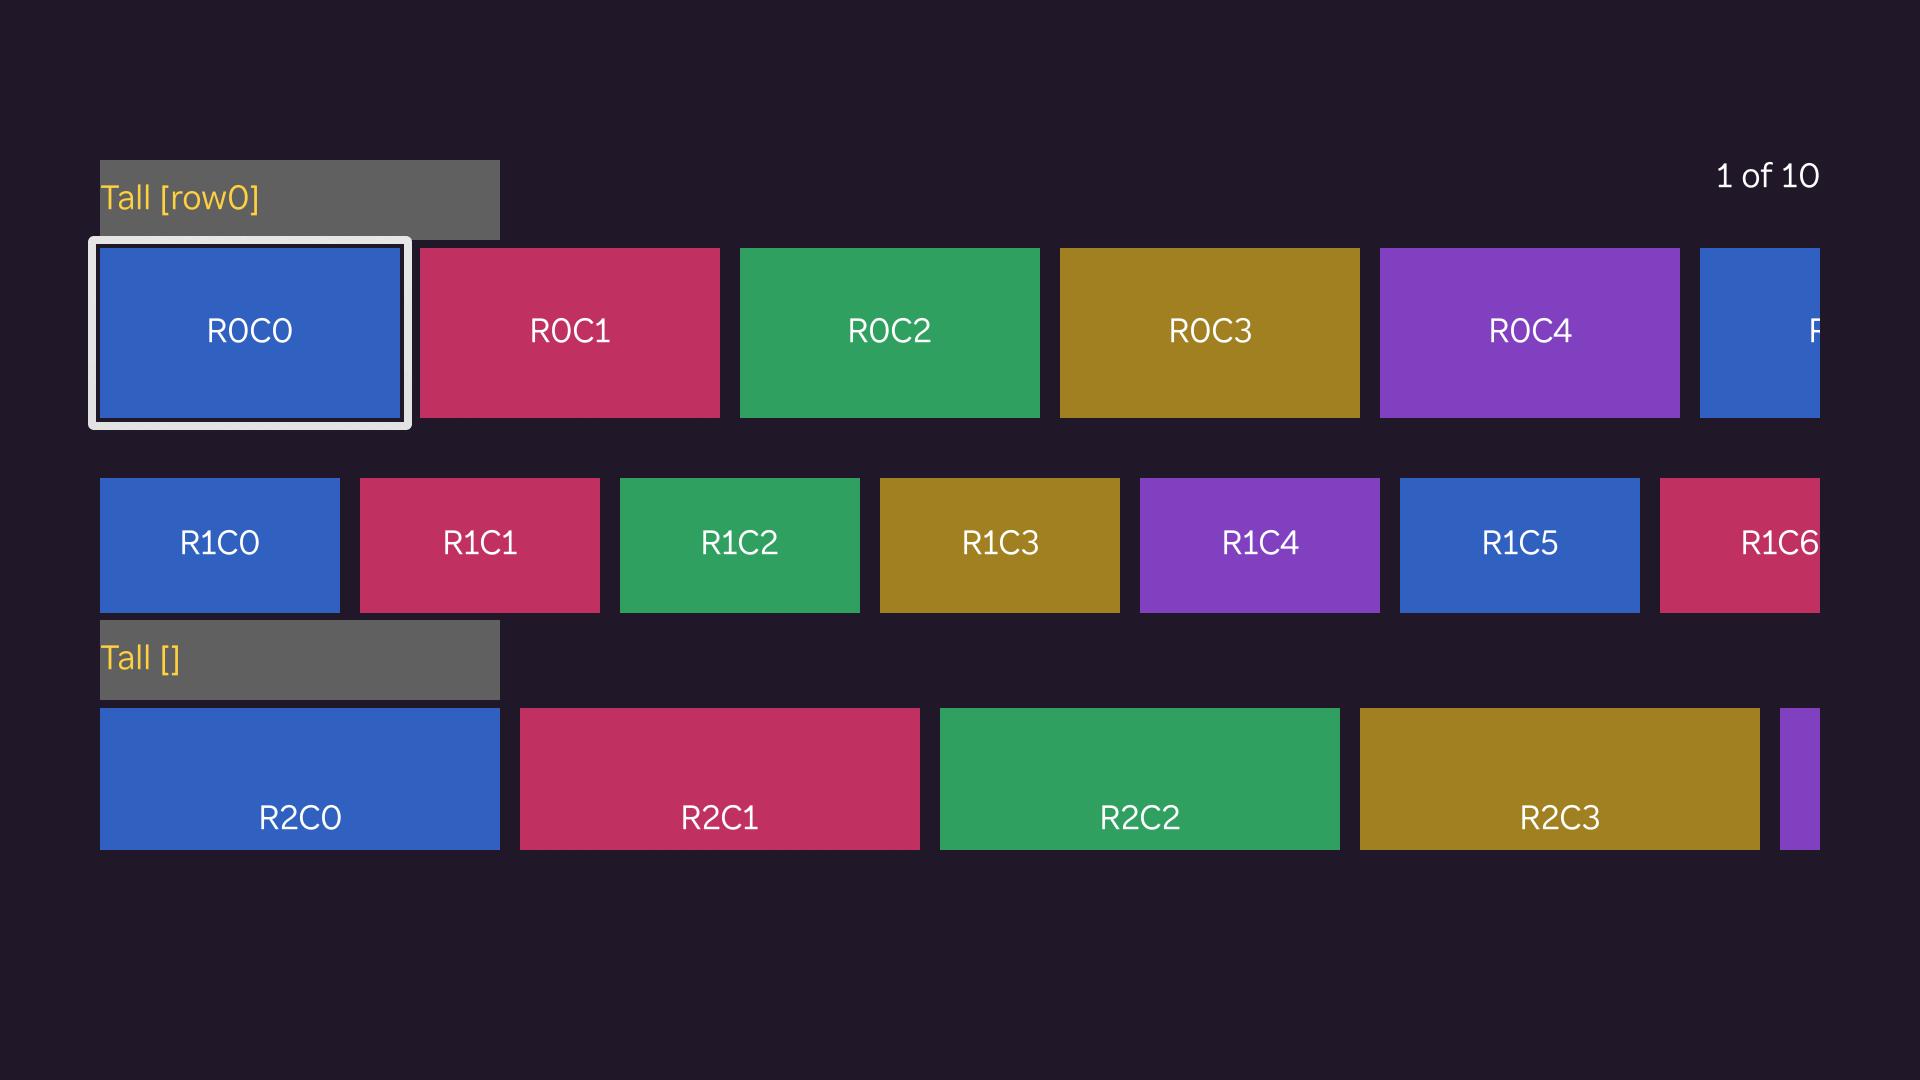 Tall [row0]
1 of 10
R0C0 R0C1 R0C2 R0C3 R0C4
R1C0 R1C1 R1C2 R1C3 R1C4 R1C5 R1C6
Tall []
R2C0 R2C1 R2C2 R2C3